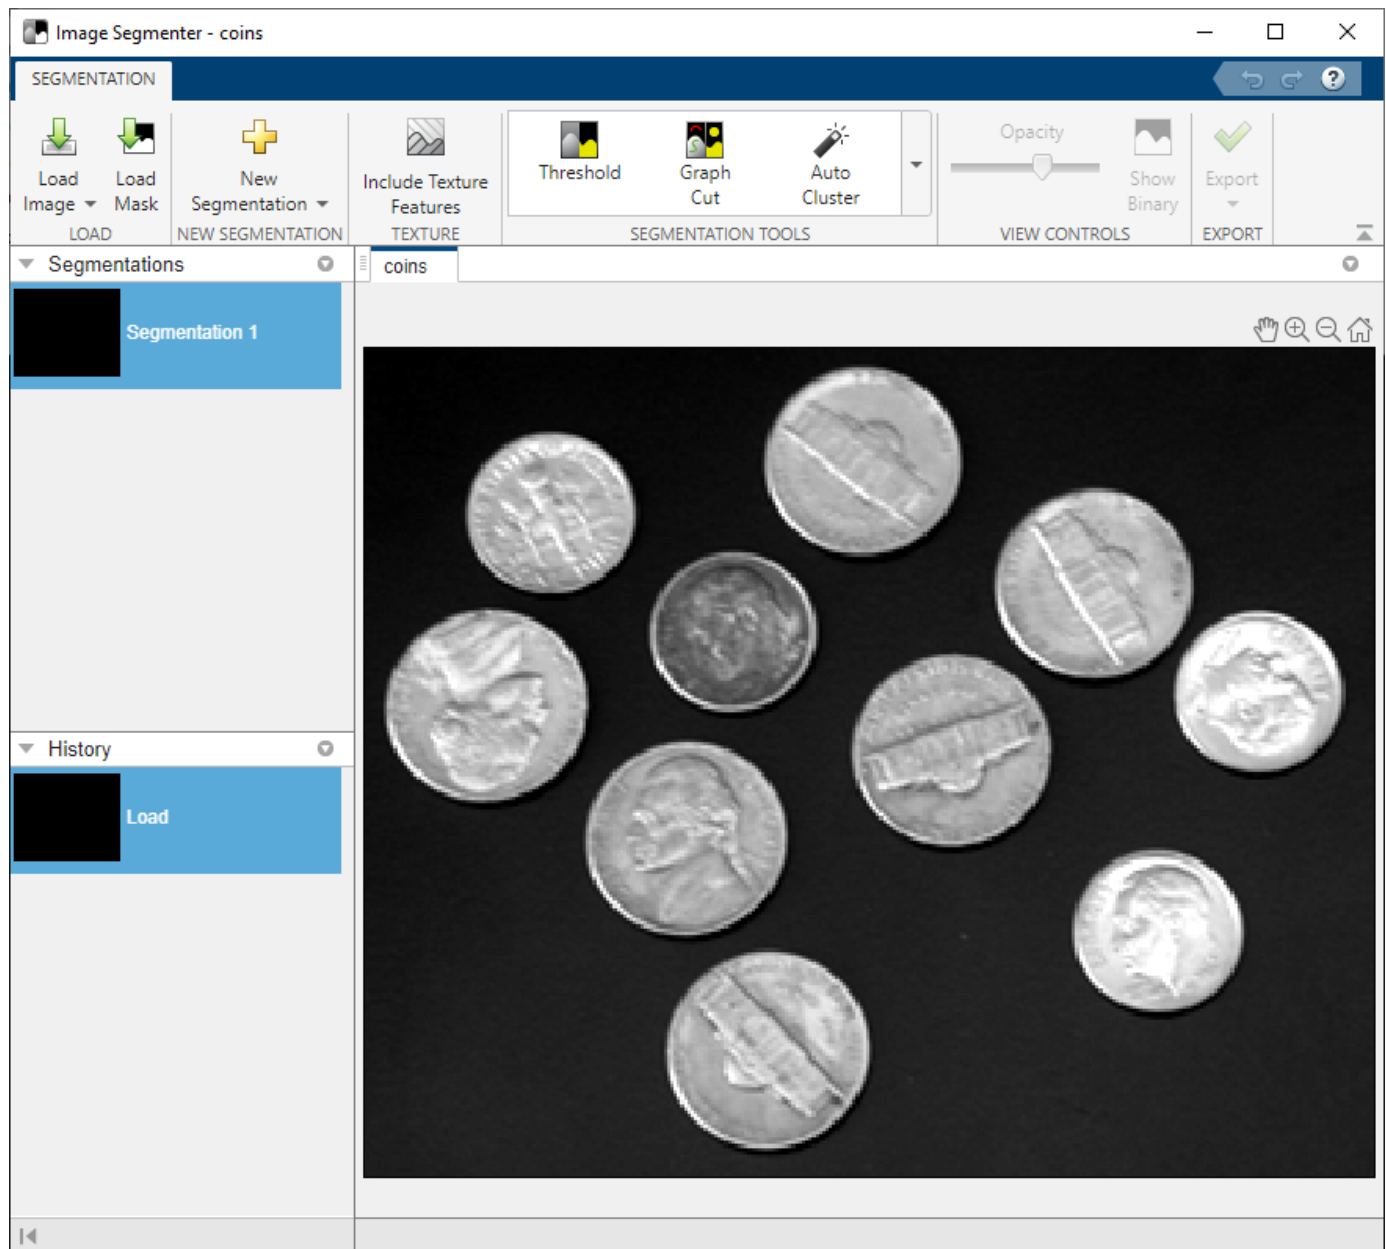 Image Segmenter - coins
SEGMENTATION
Load
Image
Load
Mask
New
Segmentation
Include Texture
Features
Threshold
Graph
Cut
Auto
Cluster
Opacity
Show
Binary
Export
LOAD
NEW SEGMENTATION
TEXTURE
SEGMENTATION TOOLS
VIEW CONTROLS
EXPORT
Segmentations
coins
Segmentation 1
History
Load